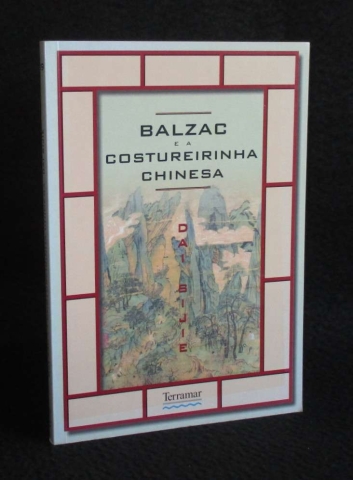 BALZAC
E A
COSTUREIRINHA
CHINESA
DAI SIJIE
Terramar